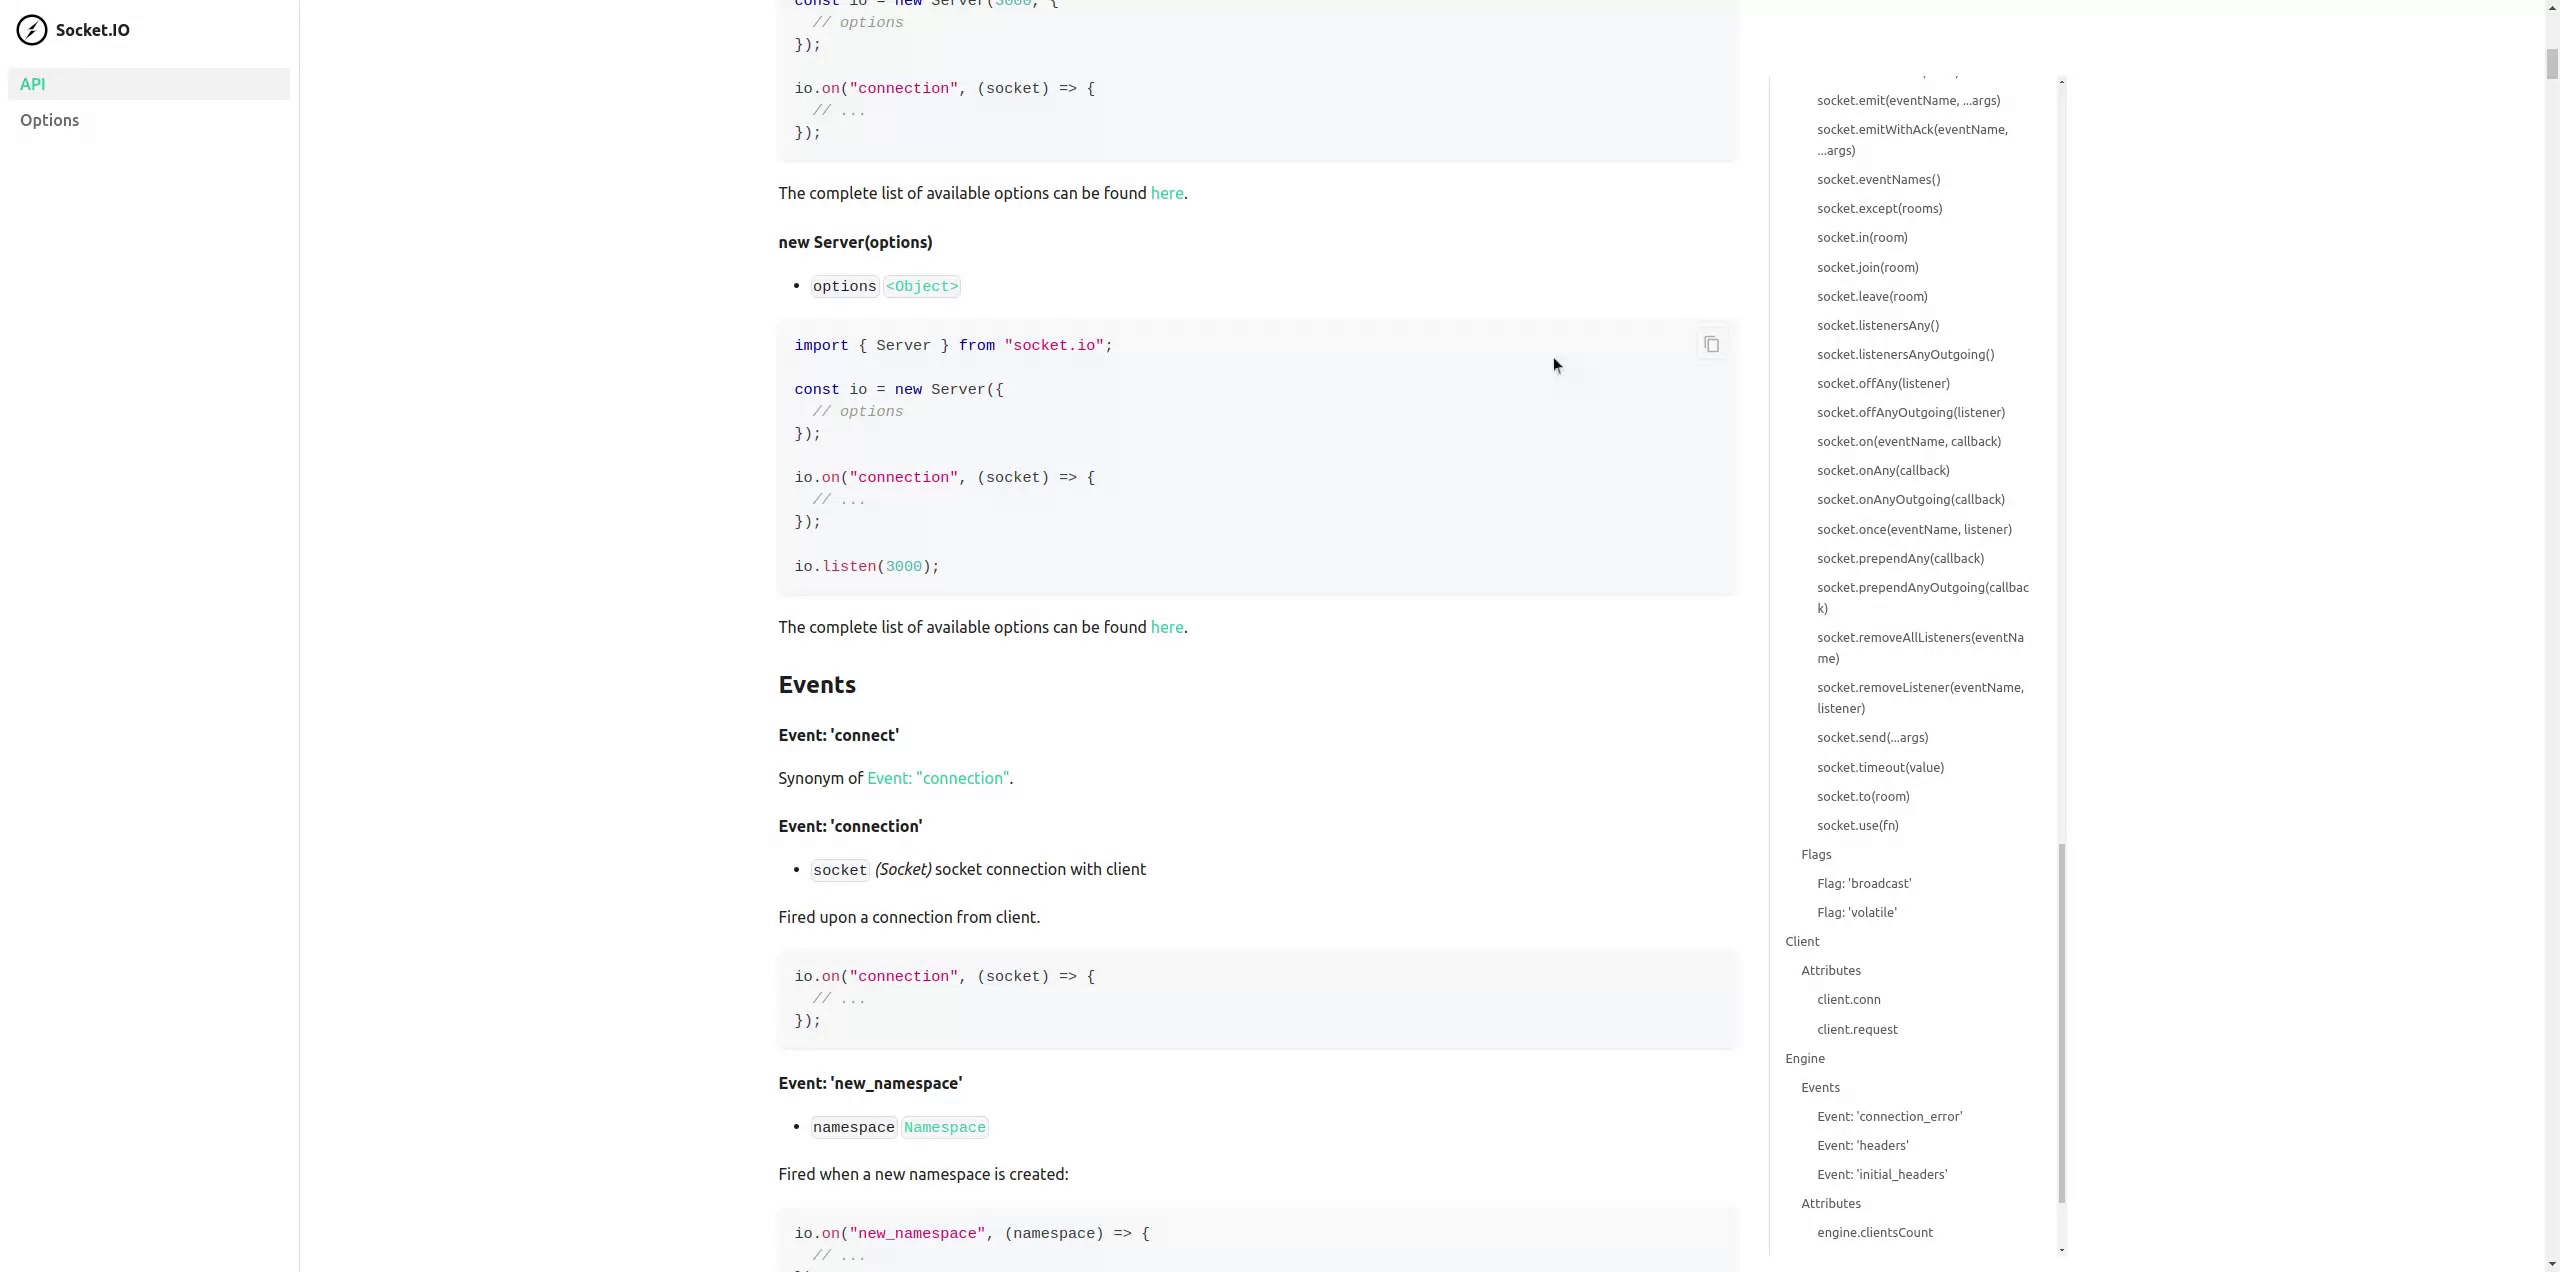 Socket.IO
API
Options
const io = new Server(3000, {
// options
});
io.on("connection", (socket) => {
// ...
});
The complete list of available options can be found here.
new Server(options)
options <Object>
import { Server } from "socket.io";
const io = new Server({
// options
});
io.on("connection", (socket) => {
// ...
});
io.listen(3000);
The complete list of available options can be found here.
Events
Event: 'connect'
Synonym of Event: "connection".
Event: 'connection'
socket (Socket) socket connection with client
Fired upon a connection from client.
io.on("connection", (socket) => {
// ...
});
Event: 'new_namespace'
namespace Namespace
Fired when a new namespace is created:
io.on("new_namespace", (namespace) => {
// ...
socket.emit(eventName, ...args)
socket.emitWithAck(eventName,
...args)
socket.eventNames()
socket.except(rooms)
socket.in(room)
socket.join(room)
socket.leave(room)
socket.listenersAny()
socket.listenersAnyOutgoing()
socket.offAny(listener)
socket.offAnyOutgoing(listener)
socket.on(eventName, callback)
socket.onAny(callback)
socket.onAnyOutgoing(callback)
socket.once(eventName, listener)
socket.prependAny(callback)
socket.prependAnyOutgoing(callbac
k)
socket.removeAllListeners(eventNa
me)
socket.removeListener(eventName,
listener)
socket.send(...args)
socket.timeout(value)
socket.to(room)
socket.use(fn)
Flags
Flag: 'broadcast'
Flag: 'volatile'
Client
Attributes
client.conn
client.request
Engine
Events
Event: 'connection_error'
Event: 'headers'
Event: 'initial_headers'
Attributes
engine.clientsCount